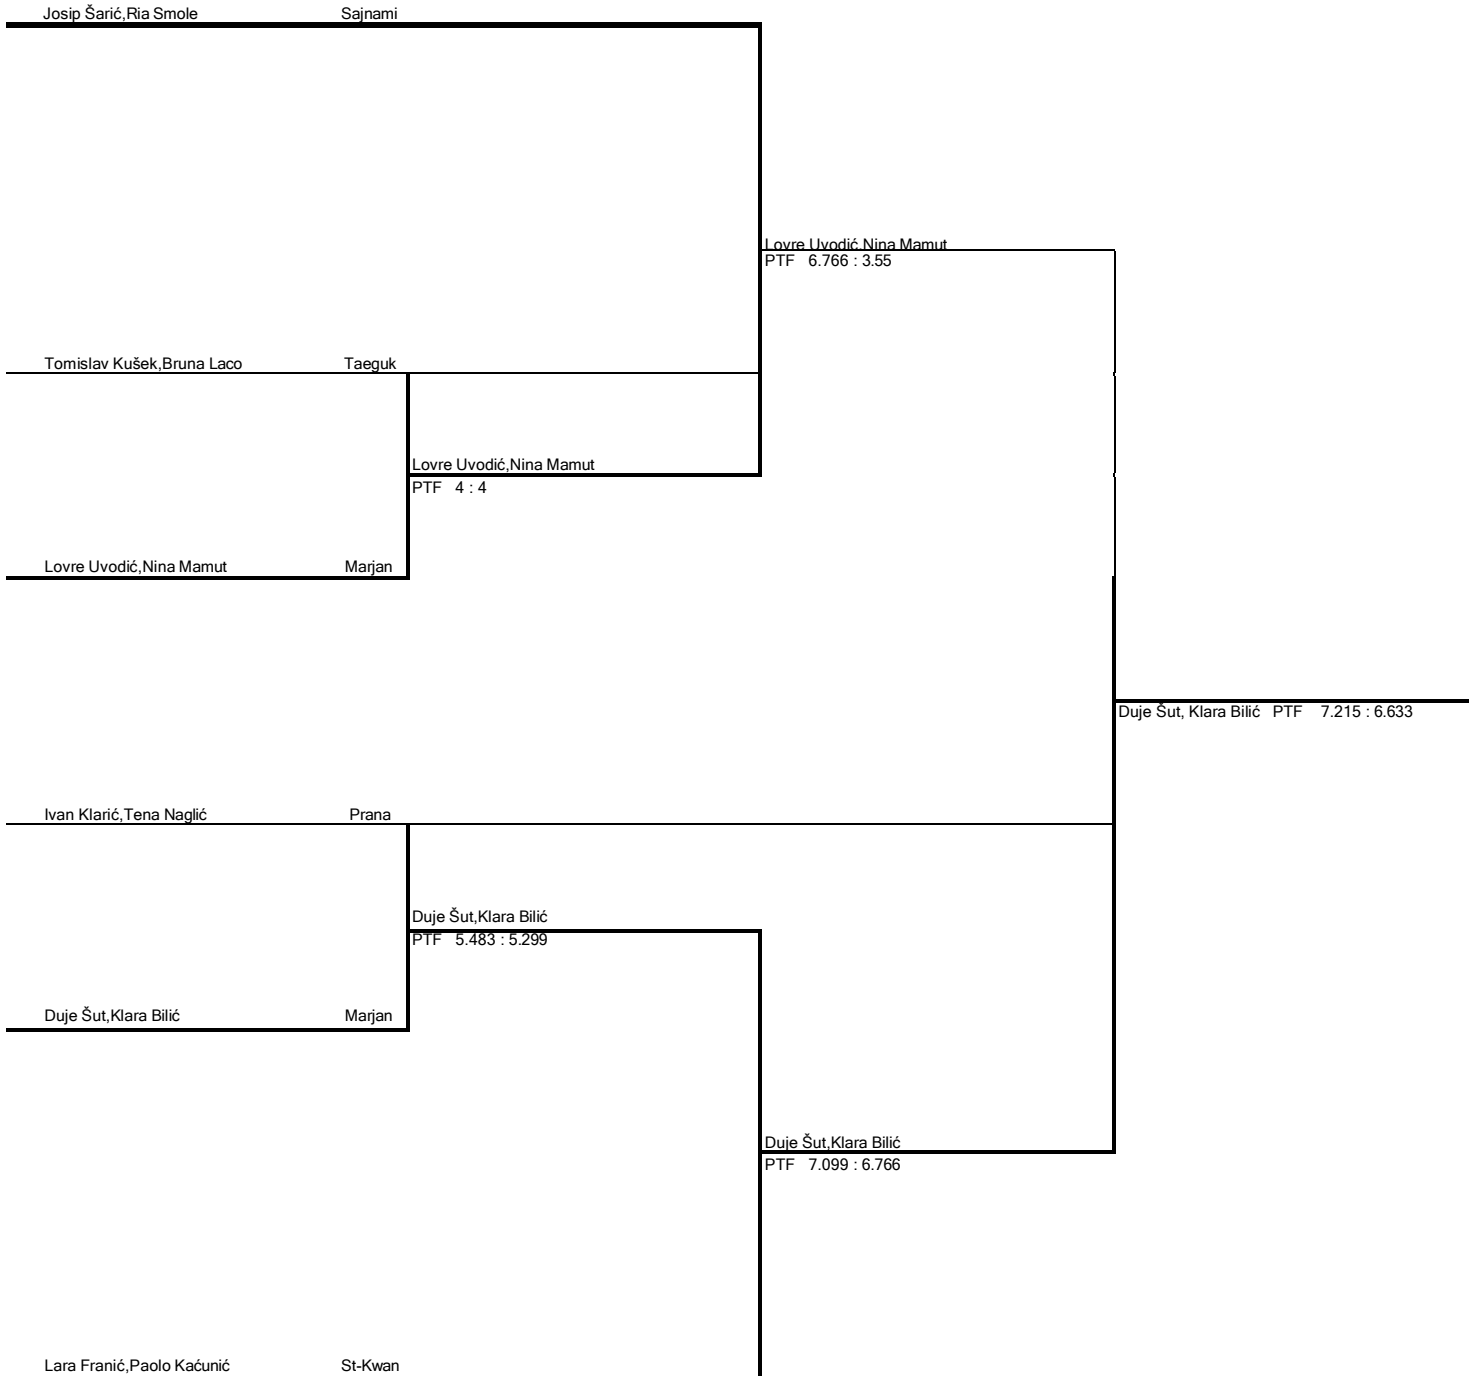 Josip Šarić,Ria Smole Sajnami
Lovre Uvodić,Nina Mamut
PTF 6.766 : 3.55
Tomislav Kušek,Bruna Laco Taeguk
Lovre Uvodić,Nina Mamut
PTF 4 : 4
Lovre Uvodić,Nina Mamut Marjan
Duje Šut, Klara Bilić PTF 7.215 : 6.633
Ivan Klarić,Tena Naglić Prana
Duje Šut,Klara Bilić
PTF 5.483 : 5.299
Duje Šut,Klara Bilić Marjan
Duje Šut,Klara Bilić
PTF 7.099 : 6.766
Lara Franić,Paolo Kaćunić St-Kwan